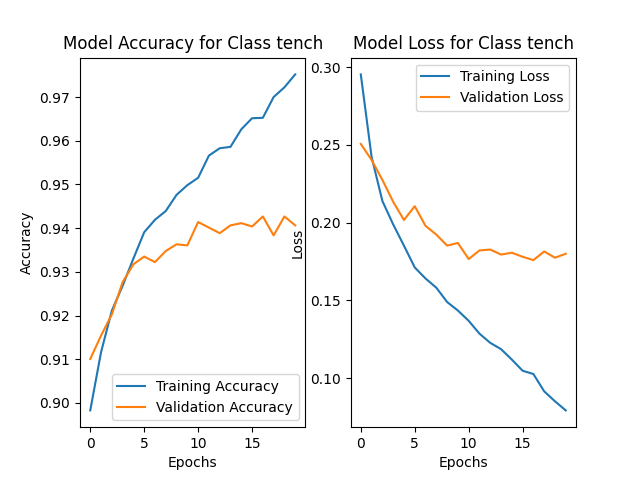 Model Accuracy for Class tench
Accuracy
0.97
0.96
0.95
0.94
0.93
0.92
0.91
0.90
Training Accuracy
Validation Accuracy
0 5 10 15
Epochs
Model Loss for Class tench
Loss
0.30
0.25
0.20
0.15
0.10
Training Loss
Validation Loss
0 5 10 15
Epochs